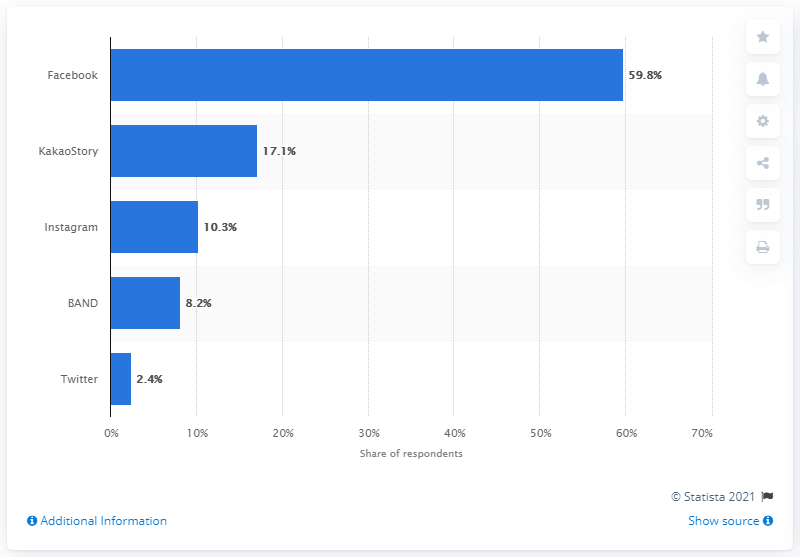 Facebook 59.8%
KakaoStory 17.1%
Instagram 10.3%
BAND 8.2%
Twitter 2.4%
0% 10% 20% 30% 40% 50% 60% 70%
Share of respondents
© Statista 2021
Additional Information
Show source